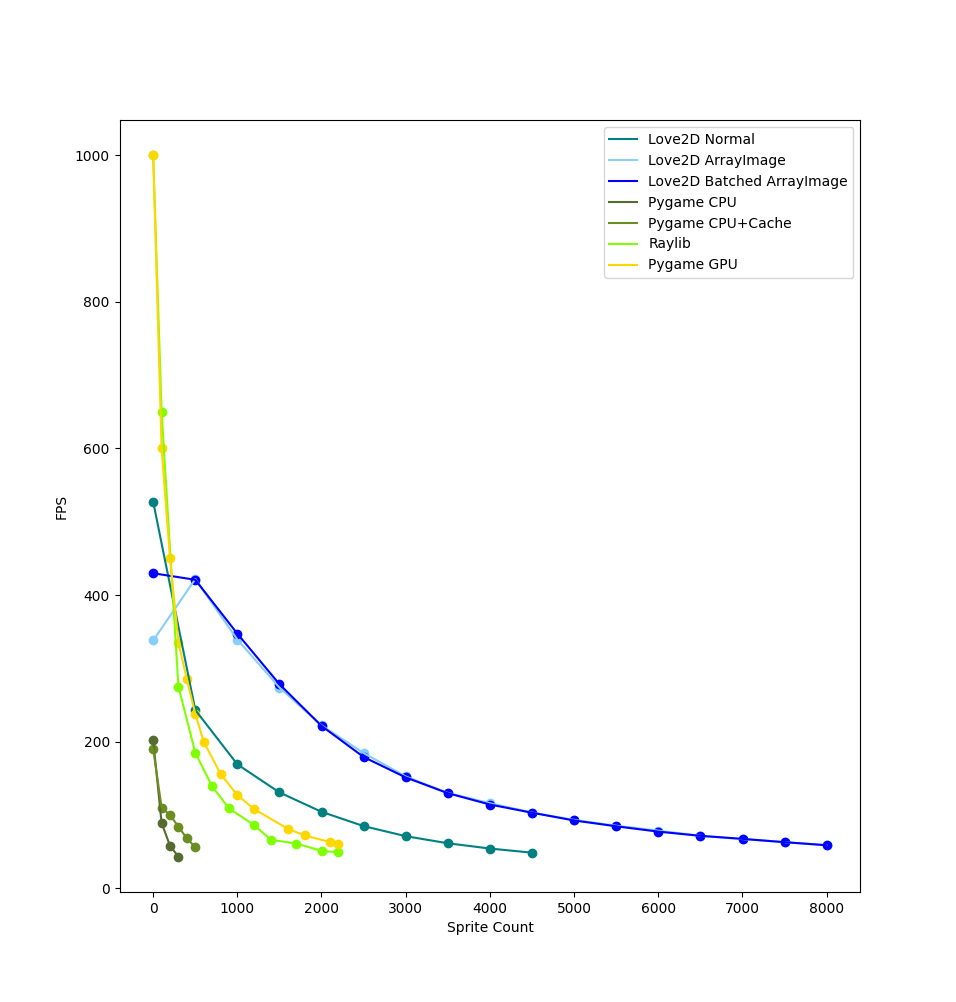 1000
800
600
400
200
0
FPS
Love2D Normal
Love2D ArrayImage
Love2D Batched ArrayImage
Pygame CPU
Pygame CPU+Cache
Raylib
Pygame GPU
0 1000 2000 3000 4000 5000 6000 7000 8000
Sprite Count